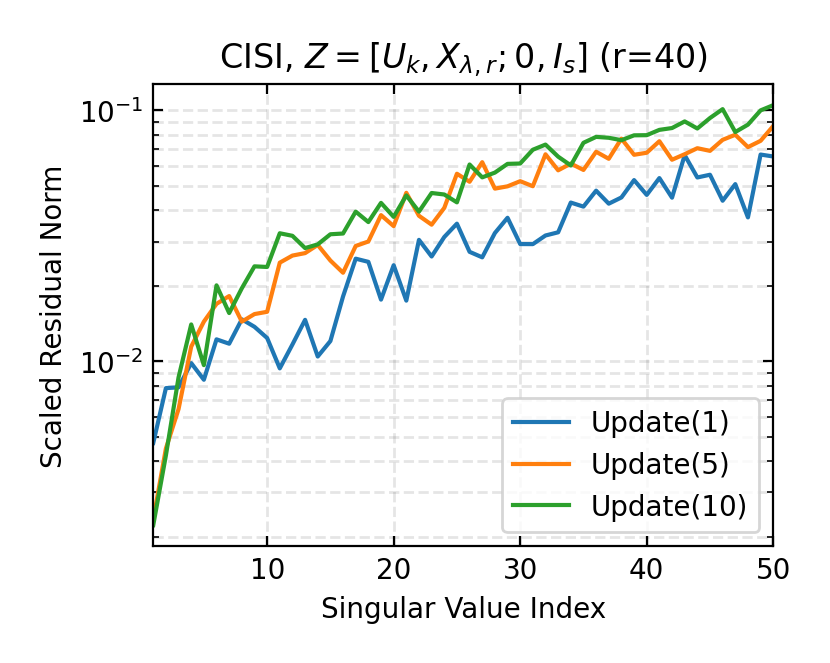 CISI, $Z = [U_k, X_{\lambda,r}; 0, I_s]$ (r=40)
Scaled Residual Norm
$10^{-1}$
$10^{-2}$
Update(1)
Update(5)
Update(10)
10 20 30 40 50
Singular Value Index